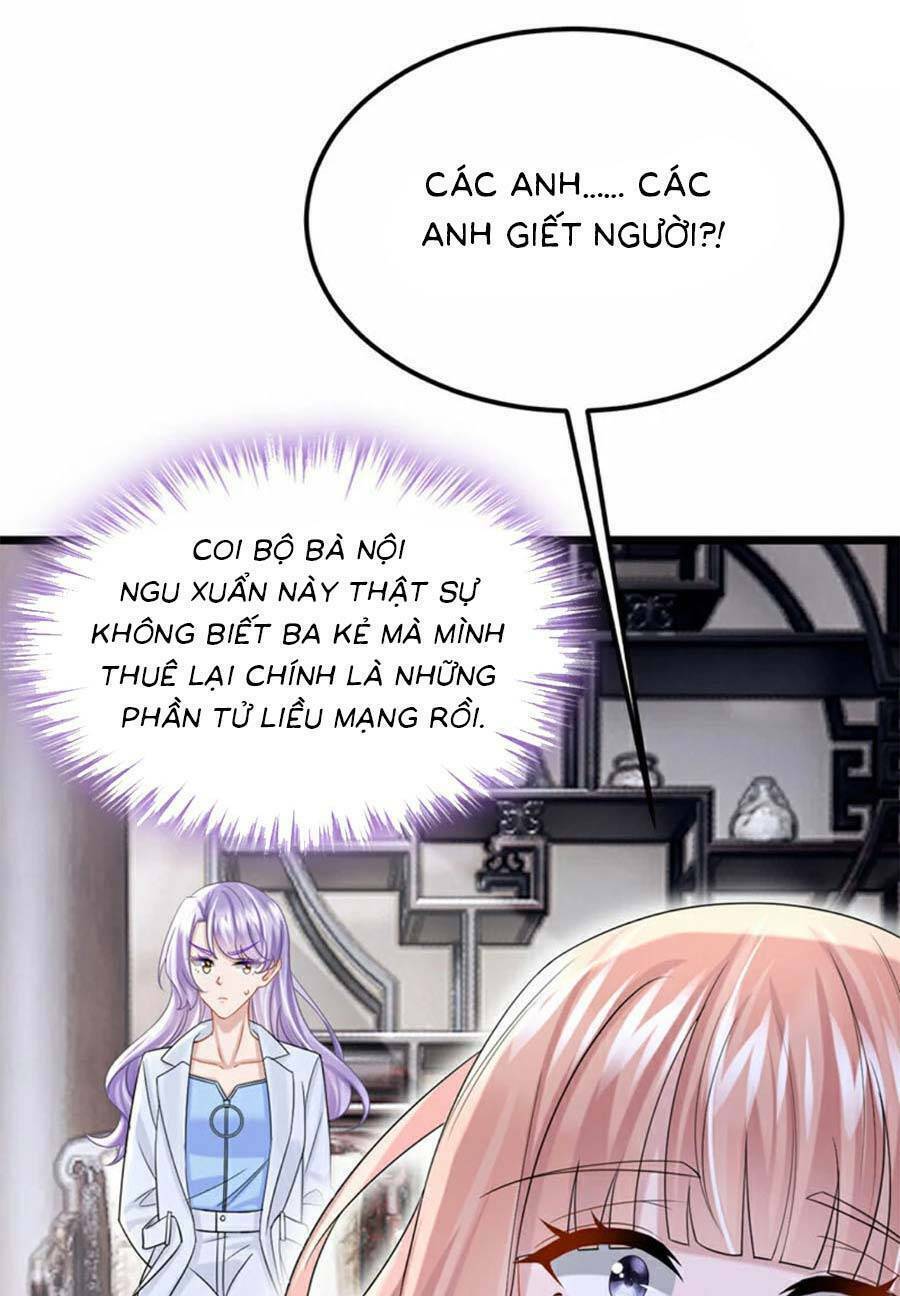 CÁC ANH...... CÁC
ANH GIẾT NGƯỜI?!
COI BỘ BÀ NỘI
NGU XUẨN NÀY THẬT SỰ
KHÔNG BIẾT BA KẺ MÀ MÌNH
THUÊ LẠI CHÍNH LÀ NHỮNG
PHẦN TỬ LIỀU MẠNG RỒI.